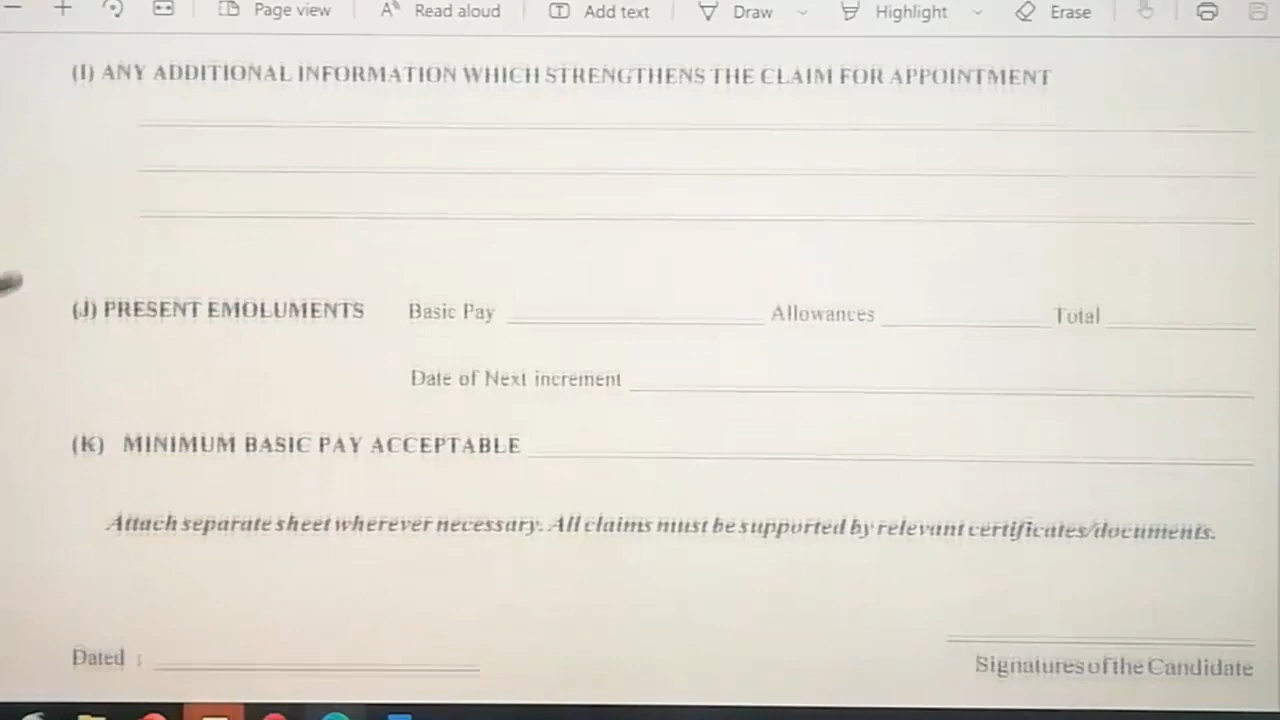 Page view Read aloud Add text Draw Highlight Erase
(I) ANY ADDITIONAL INFORMATION WHICH STRENGTHENS THE CLAIM FOR APPOINTMENT
(J) PRESENT EMOLUMENTS Basic Pay Allowances Total
Date of Next increment
(K) MINIMUM BASIC PAY ACCEPTABLE
Attach separate sheet wherever necessary. All claims must be supported by relevant certificates/documents.
Dated :
Signatures of the Candidate